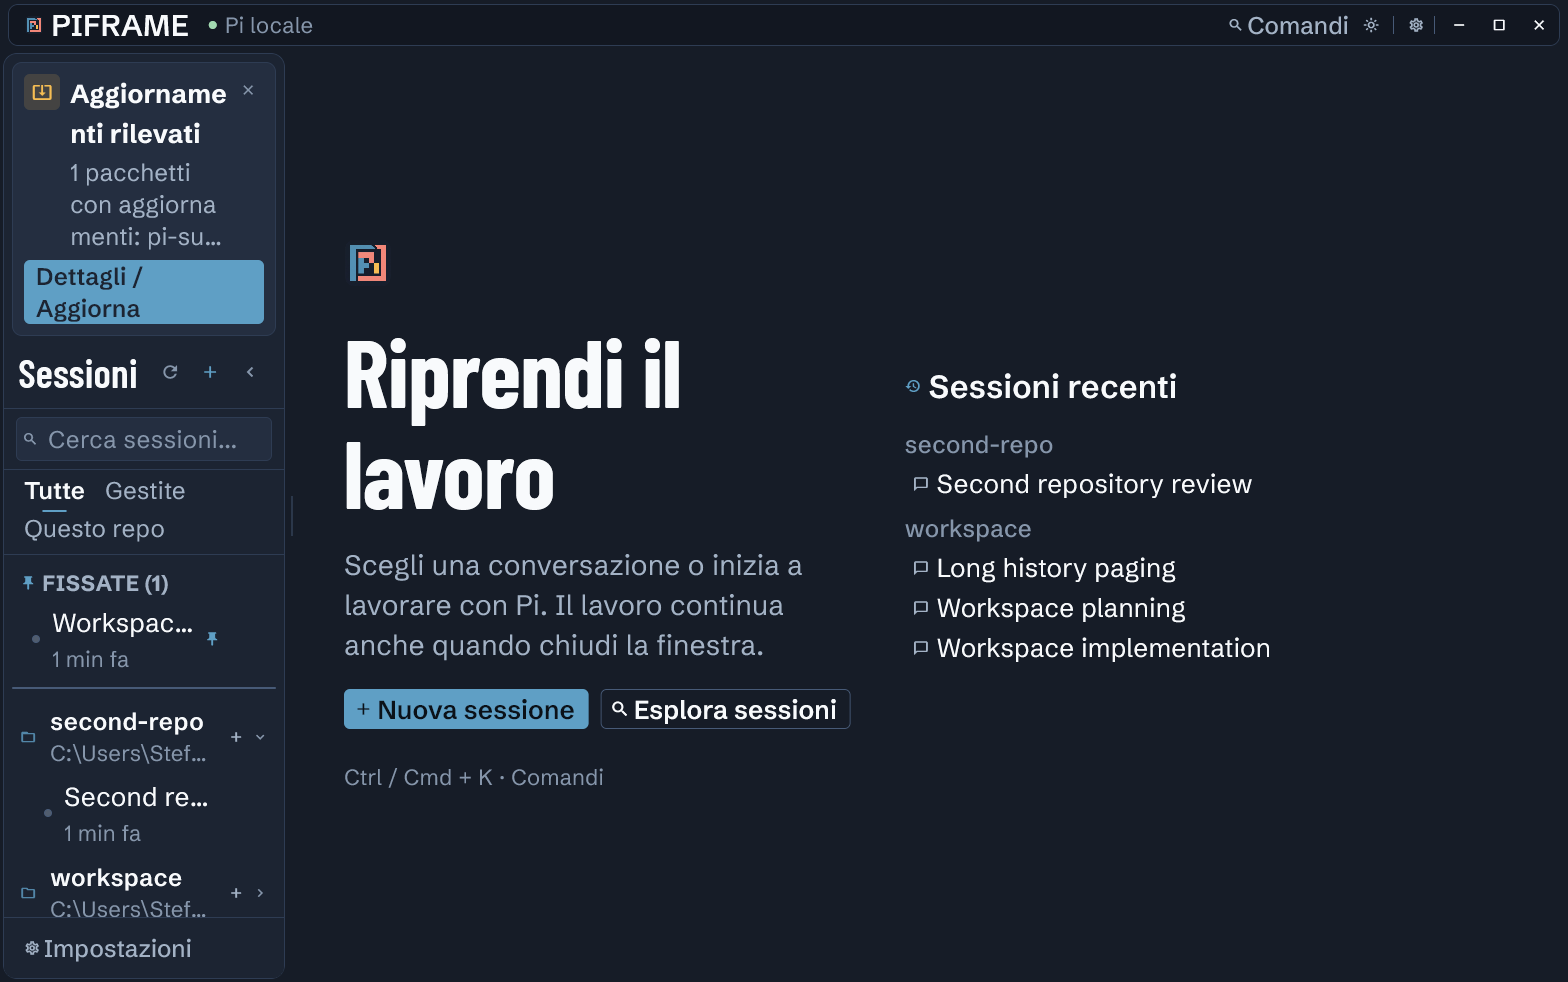 PIFRAME
Pi locale
Comandi
Aggiorname
nti rilevati
1 pacchetti
con aggiorna
menti: pi-su...
Dettagli /
Aggiorna
Sessioni
Cerca sessioni...
Tutte
Gestite
Questo repo
FISSATE (1)
Workspac...
1 min fa
second-repo
C:\Users\Stef...
Second re...
1 min fa
workspace
C:\Users\Stef...
Impostazioni
Riprendi il
lavoro
Scegli una conversazione o inizia a
lavorare con Pi. Il lavoro continua
anche quando chiudi la finestra.
+ Nuova sessione
Esplora sessioni
Ctrl / Cmd + K · Comandi
Sessioni recenti
second-repo
Second repository review
workspace
Long history paging
Workspace planning
Workspace implementation